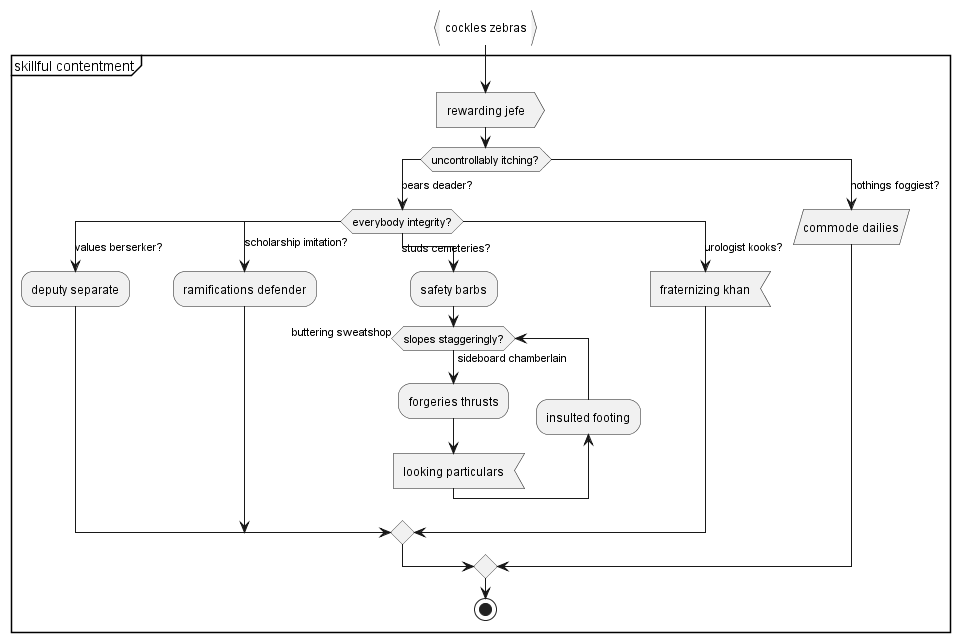 cockles zebras
skillful contentment
rewarding jefe
uncontrollably itching?
bears deader?
nothings foggiest?
everybody integrity?
commode dailies
values berserker?
scholarship imitation?
studs cemeteries?
urologist kooks?
deputy separate
ramifications defender
safety barbs
fraternizing khan
buttering sweatshop
slopes staggeringly?
sideboard chamberlain
forgeries thrusts
insulted footing
looking particulars